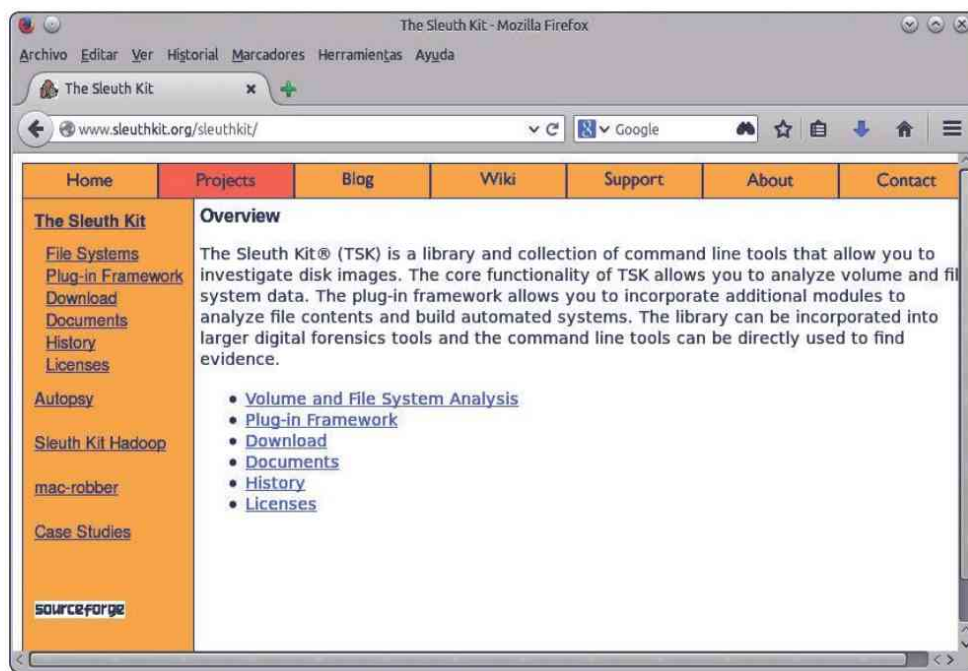 The Sleuth Kit - Mozilla Firefox
Archivo Editar Ver Historial Marcadores Herramientas Ayuda
The Sleuth Kit
www.sleuthkit.org/sleuthkit/
Google
Home Projects Blog Wiki Support About Contact
The Sleuth Kit
File Systems
Plug-in Framework
Download
Documents
History
Licenses
Autopsy
Sleuth Kit Hadoop
mac-robber
Case Studies
sourceforge
Overview
The Sleuth Kit® (TSK) is a library and collection of command line tools that allow you to
investigate disk images. The core functionality of TSK allows you to analyze volume and fil
system data. The plug-in framework allows you to incorporate additional modules to
analyze file contents and build automated systems. The library can be incorporated into
larger digital forensics tools and the command line tools can be directly used to find
evidence.
• Volume and File System Analysis
• Plug-in Framework
• Download
• Documents
• History
• Licenses